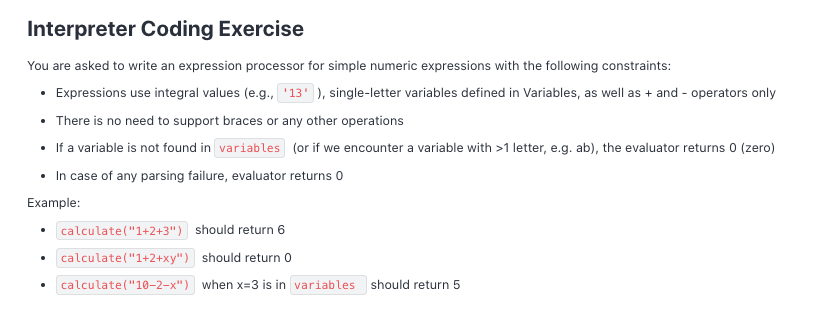 Interpreter Coding Exercise
You are asked to write an expression processor for simple numeric expressions with the following constraints:
• Expressions use integral values (e.g., '13' ), single-letter variables defined in Variables, as well as + and - operators only
• There is no need to support braces or any other operations
• If a variable is not found in variables (or if we encounter a variable with >1 letter, e.g. ab), the evaluator returns 0 (zero)
• In case of any parsing failure, evaluator returns 0
Example:
• calculate("1+2+3") should return 6
• calculate("1+2+xy") should return 0
• calculate("10-2-x") when x=3 is in variables should return 5